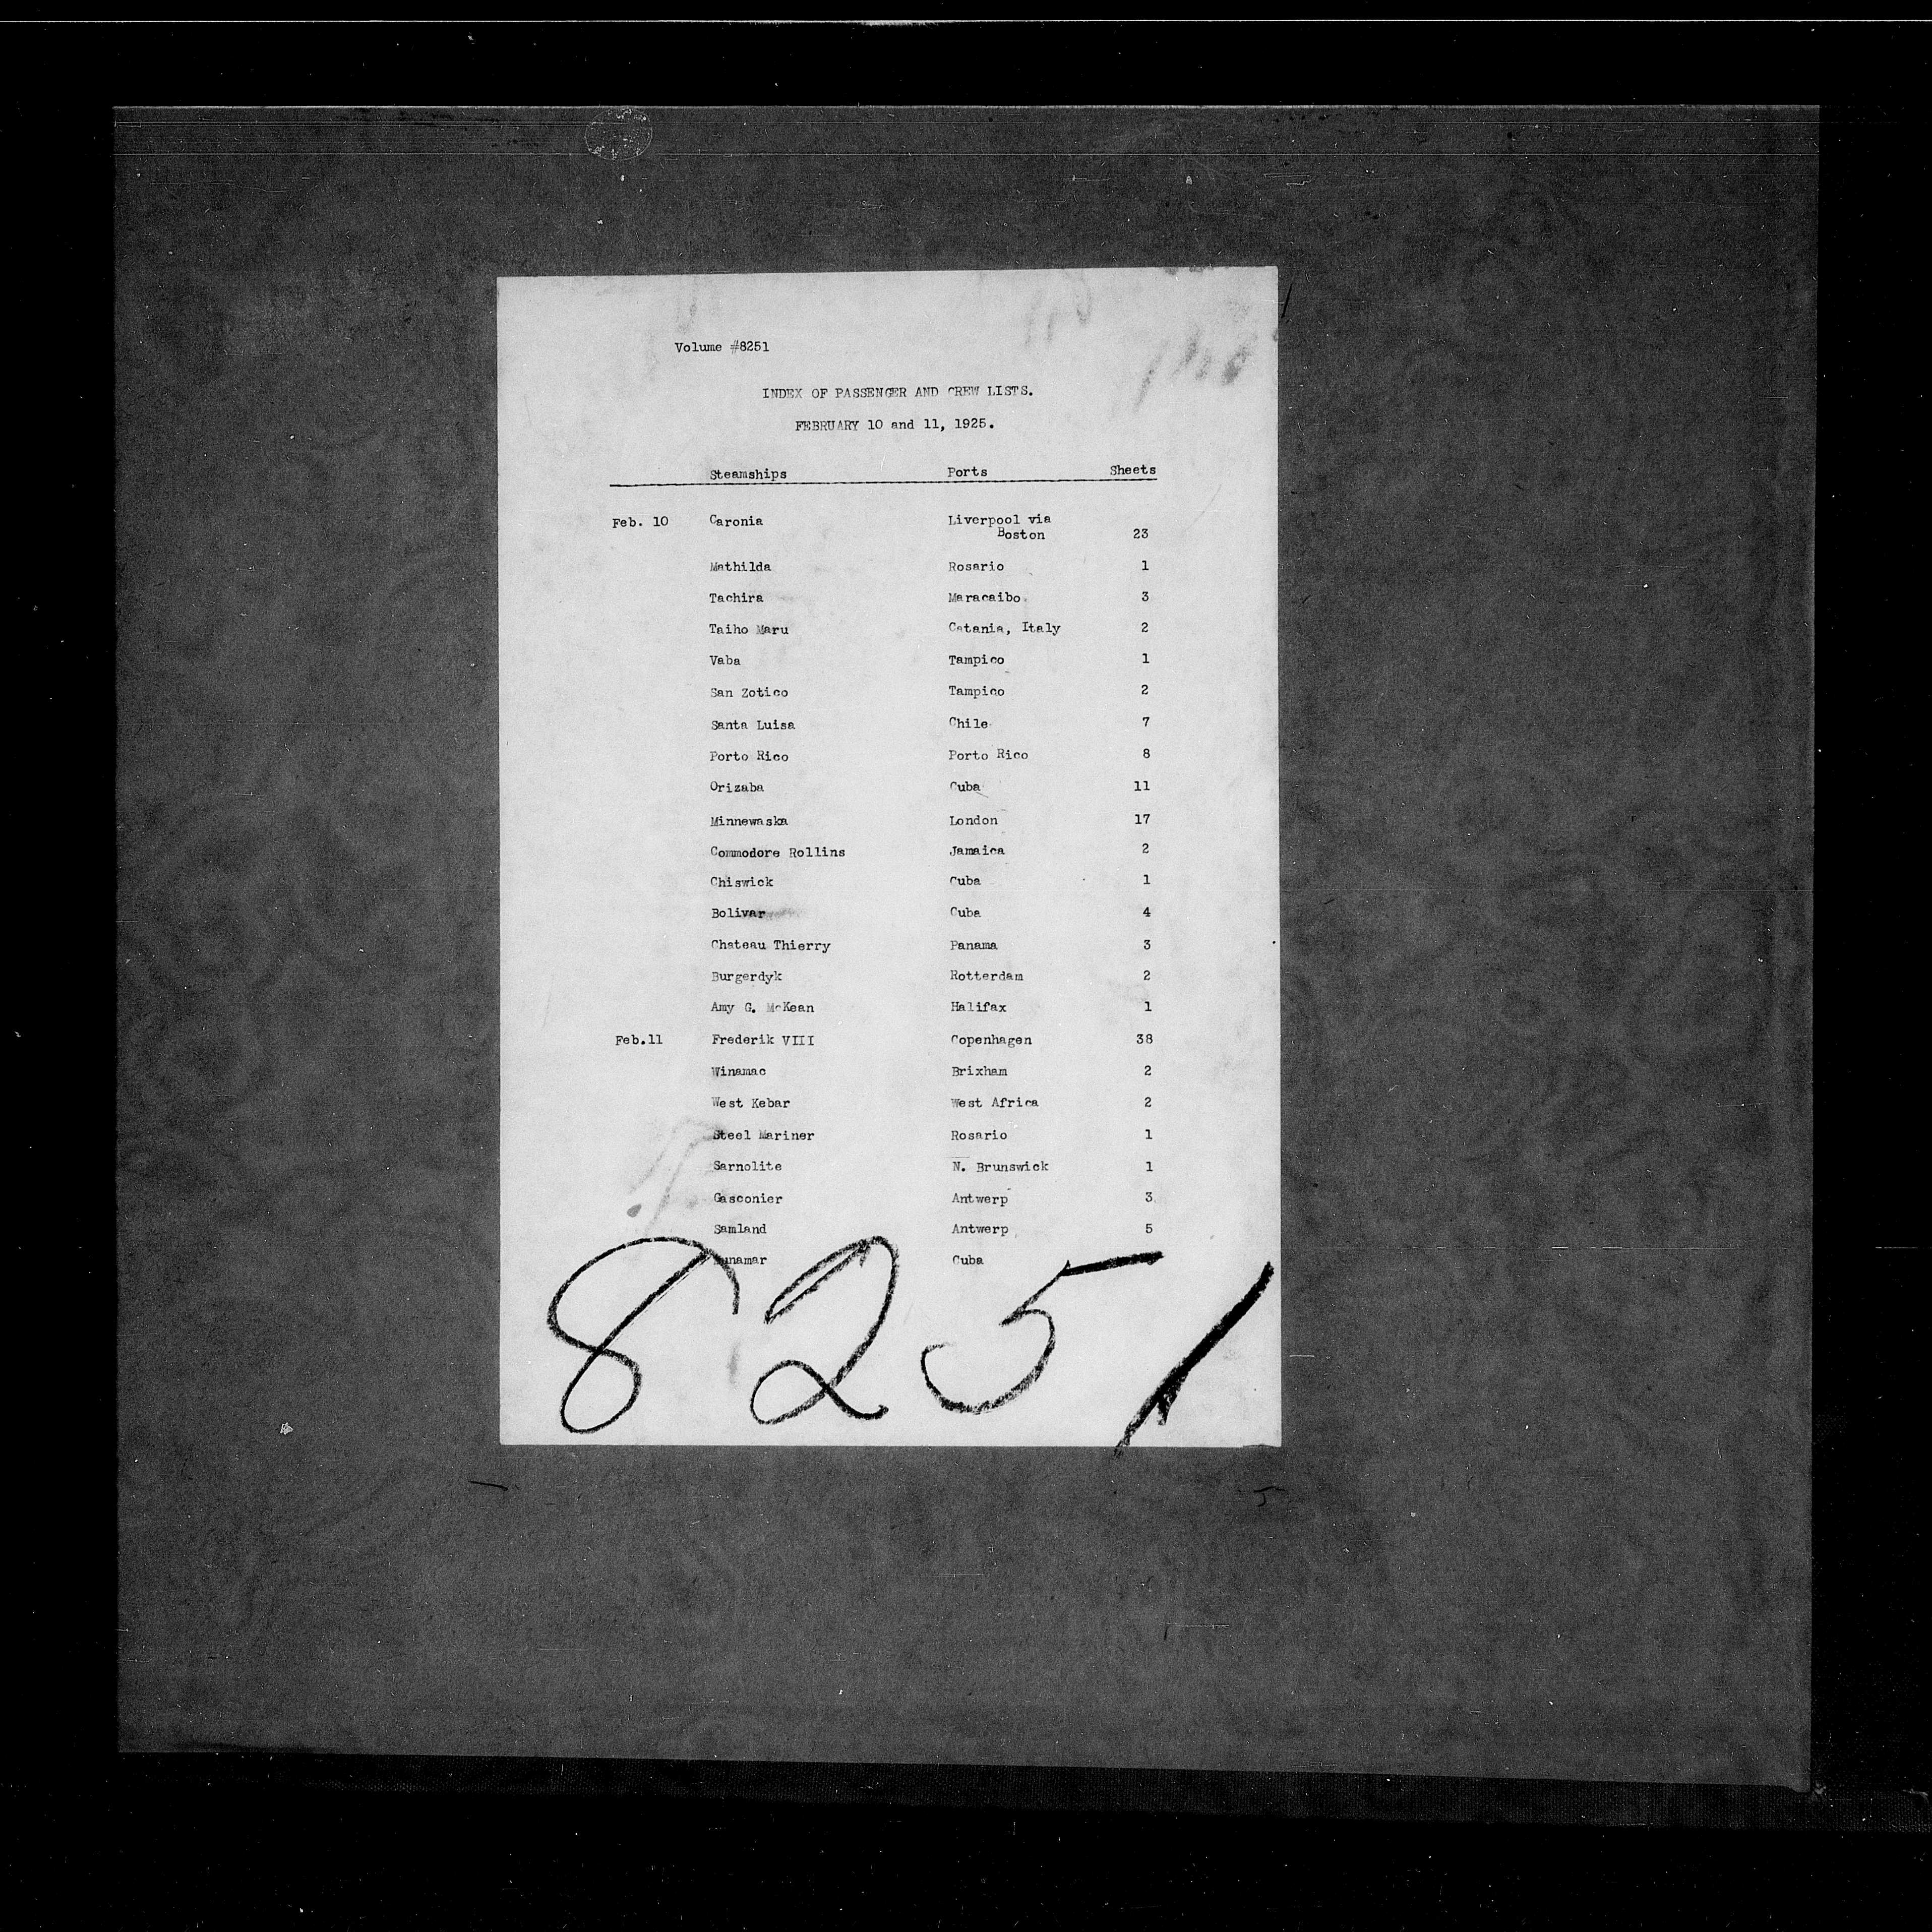 Volume #8251
INDEX OF PASSENGER AND CREW LISTS.
FEBRUARY 10 and 11, 1925.
Steamships Ports Sheets
Feb. 10 Caronia Liverpool via
Boston 23
Mathilda Rosario 1
Tachira Maracaibo 3
Taiho Maru Catania, Italy 2
Vaba Tampico 1
San Zotico Tampico 2
Santa Luisa Chile 7
Porto Rico Porto Rico 8
Orizaba Cuba 11
Minnewaska London 17
Commodore Rollins Jamaica 2
Chiswick Cuba 1
Bolivar Cuba 4
Chateau Thierry Panama 3
Burgerdyk Rotterdam 2
Amy G. McKean Halifax 1
Feb.11 Frederik VIII Copenhagen 38
Winamac Brixham 2
West Kebar West Africa 2
Steel Mariner Rosario 1
Sarnolite N. Brunswick 1
Gasconier Antwerp 3
Samland Antwerp 5
Cuba
8251